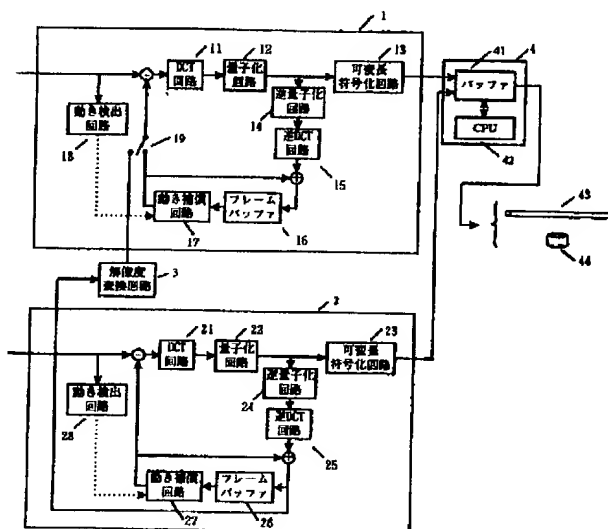 1
11
DCT
回路
12
量子化
回路
13
可変長
符号化回路
41
4
バッファ
CPU
42
動き検出
回路
18
19
逆量子化
回路
14
逆DCT
回路
15
動き補償
回路
17
フレーム
バッファ
16
43
44
解像度
変換回路
3
2
21
DCT
回路
22
量子化
回路
23
可変長
符号化回路
動き検出
回路
28
逆量子化
回路
24
逆DCT
回路
25
動き補償
回路
27
フレーム
バッファ
26